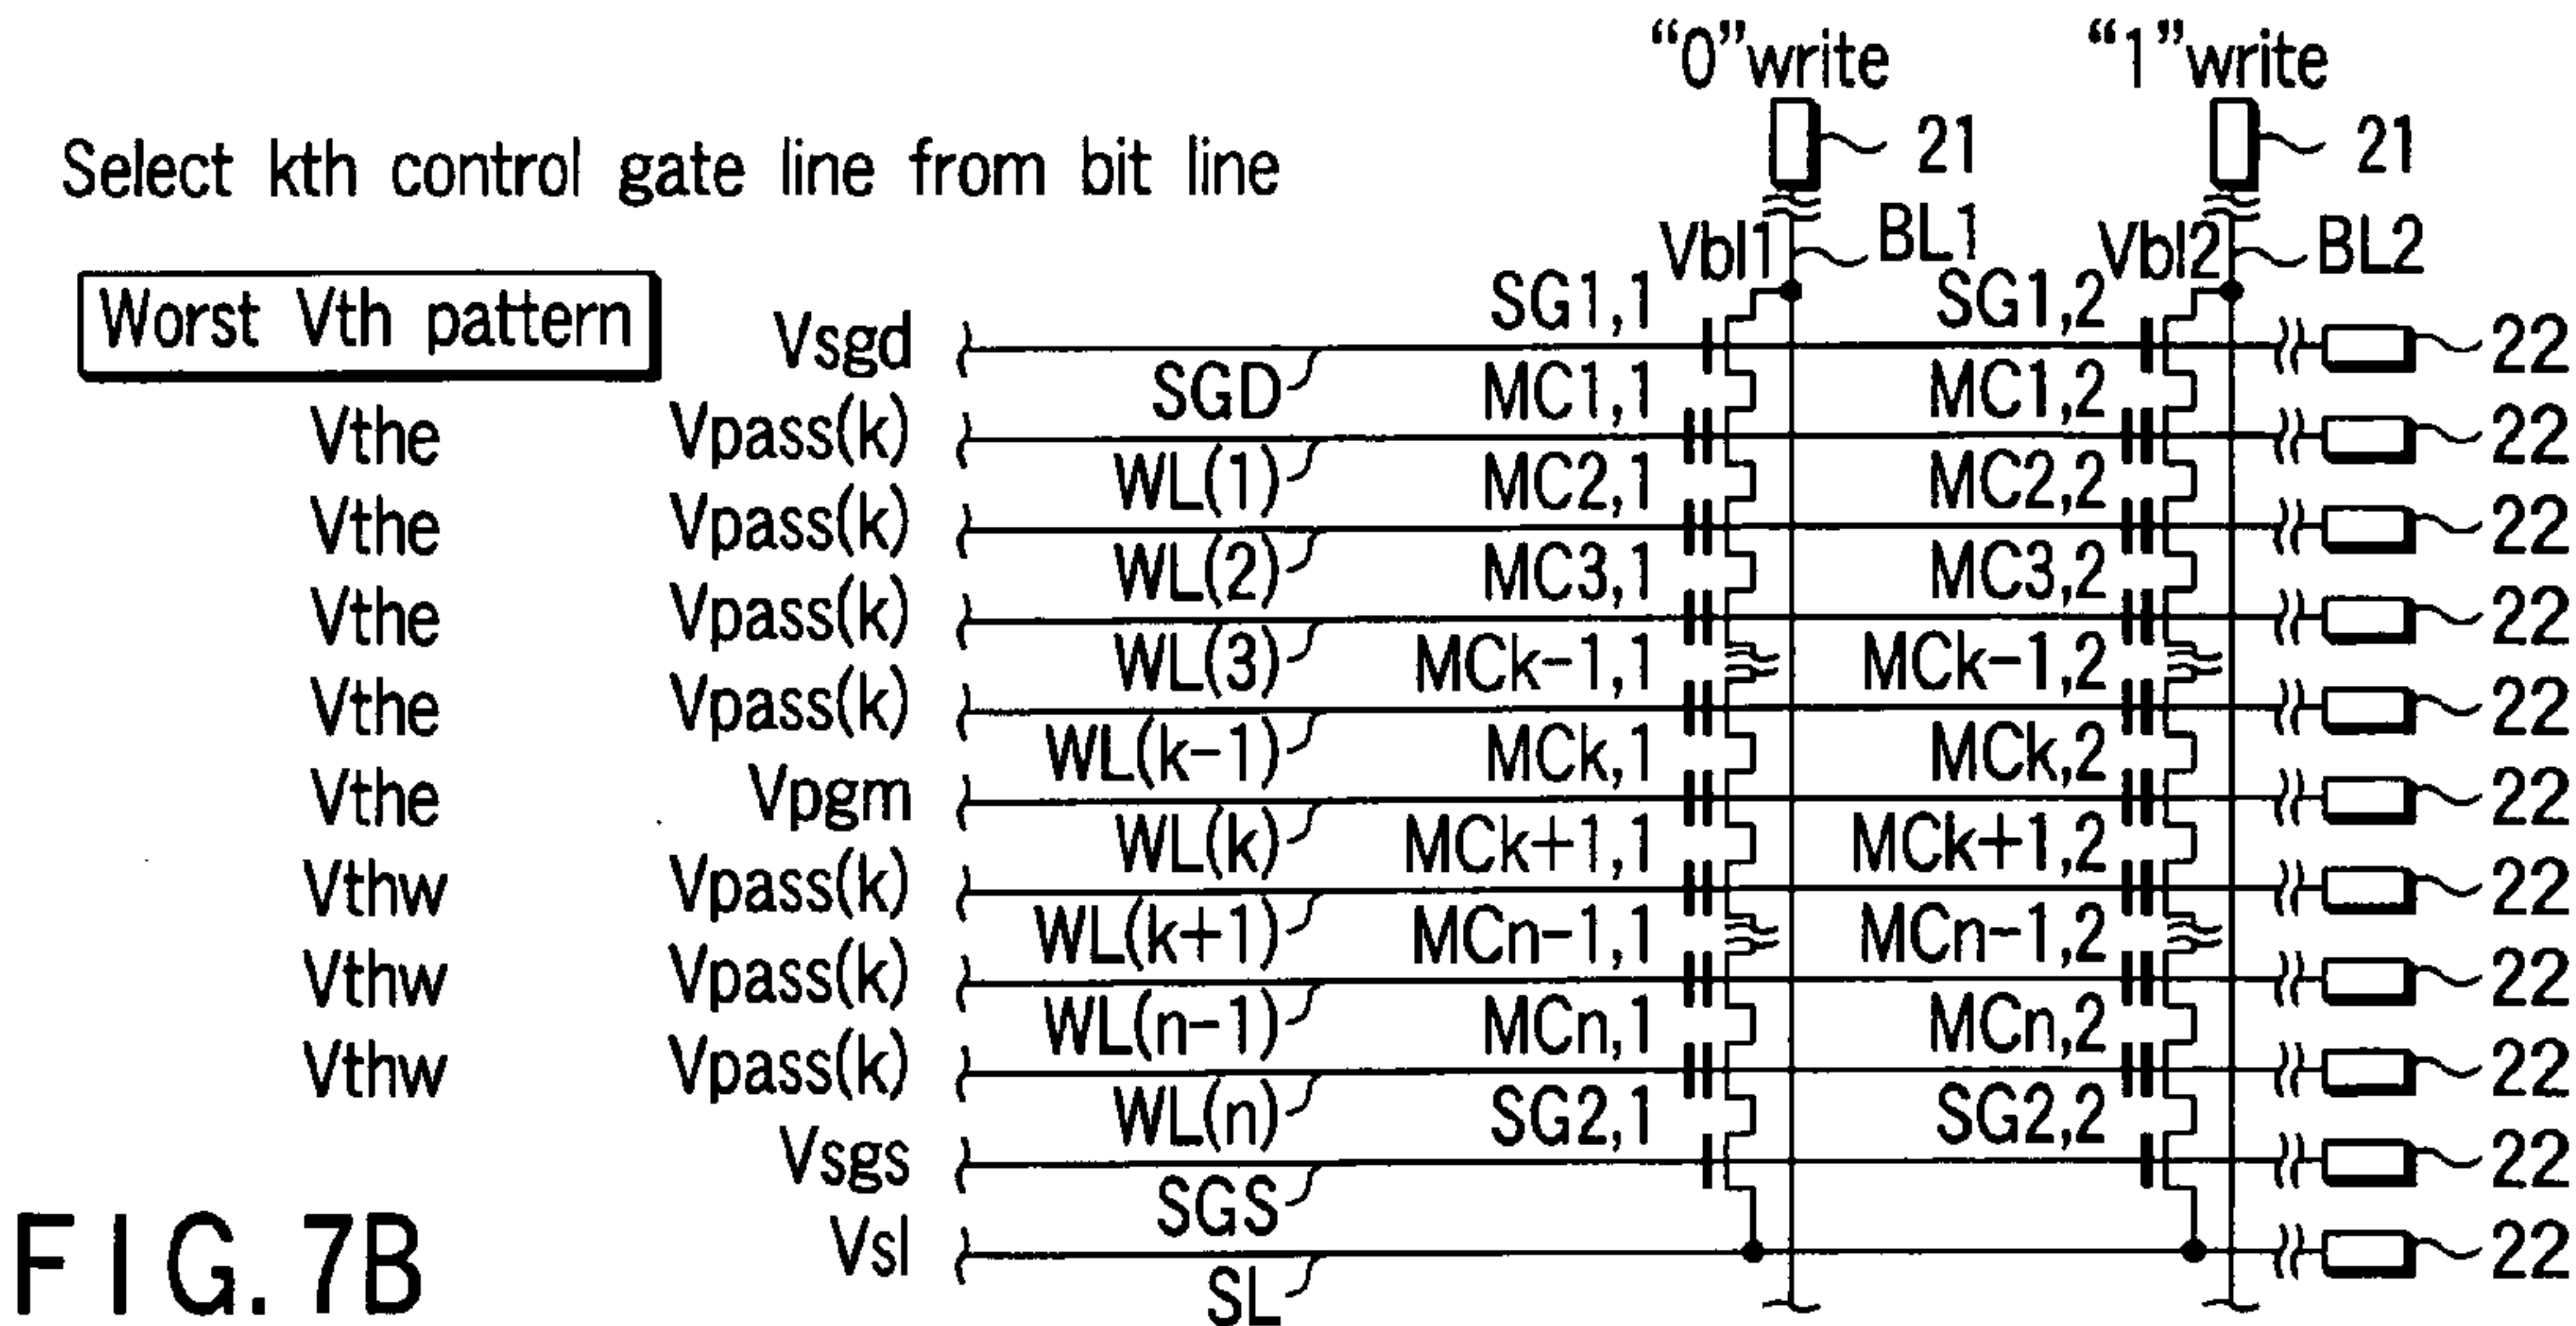 “0”write “1”write
21 21
Select kth control gate line from bit line
Vbl1 BL1 Vbl2 BL2
Worst Vth pattern
Vsgd SGD SG1,1 SG1,2 22
Vthe Vpass(k) WL(1) MC1,1 MC1,2 22
Vthe Vpass(k) WL(2) MC2,1 MC2,2 22
Vthe Vpass(k) WL(3) MC3,1 MC3,2 22
Vthe Vpass(k) WL(k-1) MCk-1,1 MCk-1,2 22
Vthe Vpgm WL(k) MCk,1 MCk,2 22
Vthw Vpass(k) WL(k+1) MCk+1,1 MCk+1,2 22
Vthw Vpass(k) WL(n-1) MCn-1,1 MCn-1,2 22
Vthw Vpass(k) WL(n) MCn,1 MCn,2 22
Vsgs SGS SG2,1 SG2,2 22
Vsl SL 22
FIG. 7B